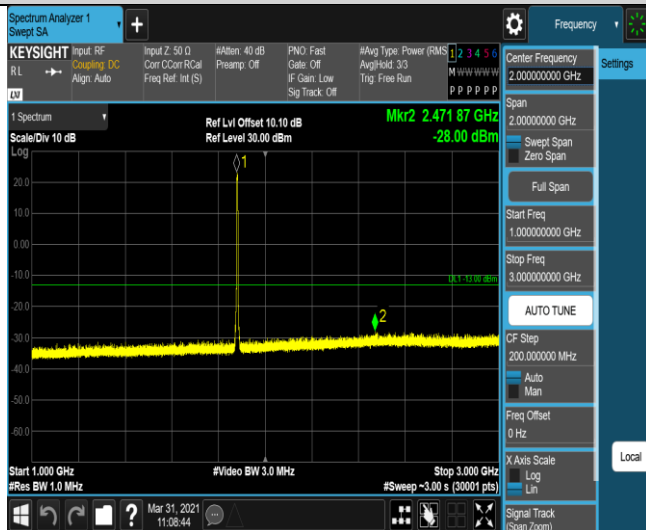 Spectrum Analyzer 1
Swept SA
+
Frequency
KEYSIGHT
Input: RF
Input Z: 50 Ω
#Atten: 40 dB
PNO: Fast
#Avg Type: Power (RMS)
1 2 3 4 5 6
R L
Coupling: DC
Corr CCorr RCal
Preamp: Off
Gate: Off
Avg|Hold: 3/3
M W W W W W
Align: Auto
Freq Ref: Int (S)
IF Gain: Low
Trig: Free Run
Sig Track: Off
P P P P P P
LXI
Center Frequency
2.000000000 GHz
Settings
Span
2.00000000 GHz
Swept Span
Zero Span
Full Span
Start Freq
1.000000000 GHz
Stop Freq
3.000000000 GHz
AUTO TUNE
CF Step
200.000000 MHz
Auto
Man
Freq Offset
0 Hz
X Axis Scale
Log
Lin
Signal Track
(Span Zoom)
Local
1 Spectrum
Scale/Div 10 dB
Ref Lvl Offset 10.10 dB
Ref Level 30.00 dBm
Mkr2 2.471 87 GHz
-28.00 dBm
Log
20.0
10.0
0.00
-10.0
-20.0
-30.0
-40.0
-50.0
-60.0
1
DL1 -13.00 dBm
2
Start 1.000 GHz
#Video BW 3.0 MHz
Stop 3.000 GHz
#Res BW 1.0 MHz
#Sweep ~3.00 s (30001 pts)
?
Mar 31, 2021
11:08:44